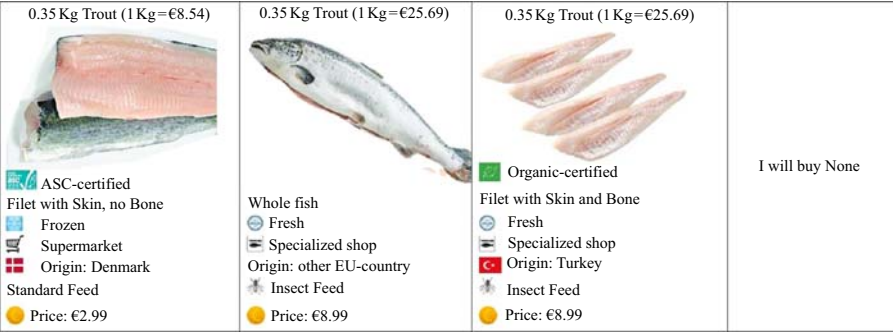 0.35 Kg Trout (1 Kg=€8.54)
ASC-certified
Filet with Skin, no Bone
Frozen
Supermarket
Origin: Denmark
Standard Feed
Price: €2.99
0.35 Kg Trout (1 Kg=€25.69)
Whole fish
Fresh
Specialized shop
Origin: other EU-country
Insect Feed
Price: €8.99
0.35 Kg Trout (1 Kg=€25.69)
Organic-certified
Filet with Skin and Bone
Fresh
Specialized shop
Origin: Turkey
Insect Feed
Price: €8.99
I will buy None